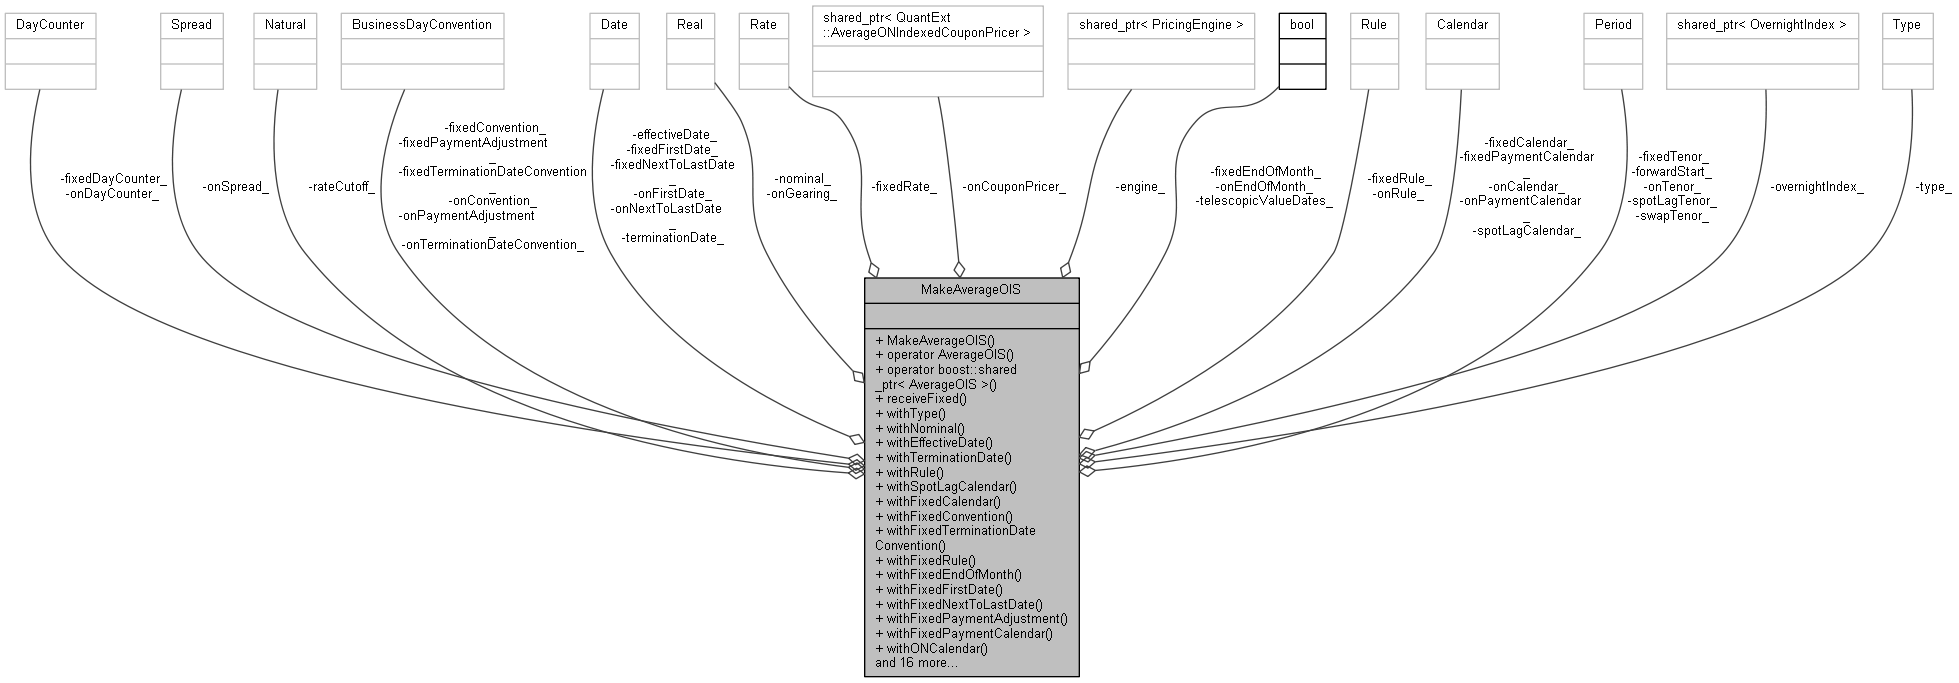 DayCounter
Spread
Natural
BusinessDayConvention
Date
Real
Rate
shared_ptr< QuantExt
::AverageONIndexedCouponPricer >
shared_ptr< PricingEngine >
bool
Rule
Calendar
Period
shared_ptr< OvernightIndex >
Type
-fixedDayCounter_
-onDayCounter_
-onSpread_
-rateCutoff_
-fixedConvention_
-fixedPaymentAdjustment
_
-fixedTerminationDateConvention
_
-onConvention_
-onPaymentAdjustment
_
-onTerminationDateConvention_
-effectiveDate_
-fixedFirstDate_
-fixedNextToLastDate
_
-onFirstDate_
-onNextToLastDate
_
-terminationDate_
-nominal_
-onGearing_
-fixedRate_
-onCouponPricer_
-engine_
-fixedEndOfMonth_
-onEndOfMonth_
-telescopicValueDates_
-fixedRule_
-onRule_
-fixedCalendar_
-fixedPaymentCalendar
_
-onCalendar_
-onPaymentCalendar
_
-spotLagCalendar_
-fixedTenor_
-forwardStart_
-onTenor_
-spotLagTenor_
-swapTenor_
-overnightIndex_
-type_
MakeAverageOIS
+ MakeAverageOIS()
+ operator AverageOIS()
+ operator boost::shared
_ptr< AverageOIS >()
+ receiveFixed()
+ withType()
+ withNominal()
+ withEffectiveDate()
+ withTerminationDate()
+ withRule()
+ withSpotLagCalendar()
+ withFixedCalendar()
+ withFixedConvention()
+ withFixedTerminationDate
Convention()
+ withFixedRule()
+ withFixedEndOfMonth()
+ withFixedFirstDate()
+ withFixedNextToLastDate()
+ withFixedPaymentAdjustment()
+ withFixedPaymentCalendar()
+ withONCalendar()
and 16 more...